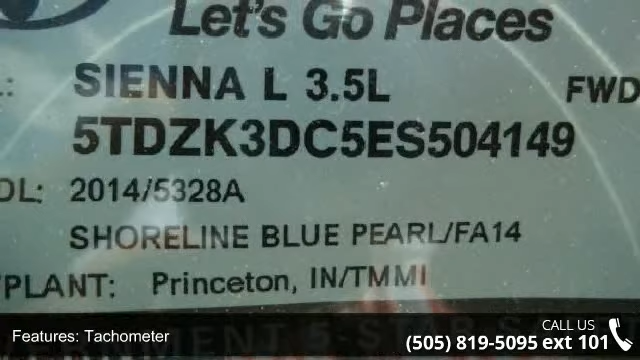 Let's Go Places
SIENNA L 3.5L FWD
5TDZK3DC5ES504149
DL: 2014/5328A
SHORELINE BLUE PEARL/FA14
/PLANT: Princeton, IN/TMMI
Features: Tachometer
CALL US
(505) 819-5095 ext 101